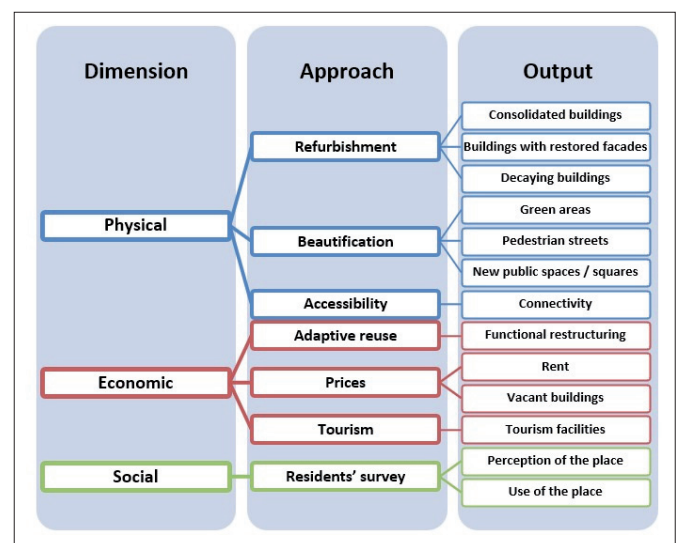 Dimension
Approach
Output
Physical
Refurbishment
Consolidated buildings
Buildings with restored facades
Decaying buildings
Beautification
Green areas
Pedestrian streets
New public spaces / squares
Accessibility
Connectivity
Economic
Adaptive reuse
Functional restructuring
Prices
Rent
Vacant buildings
Tourism
Tourism facilities
Social
Residents’ survey
Perception of the place
Use of the place